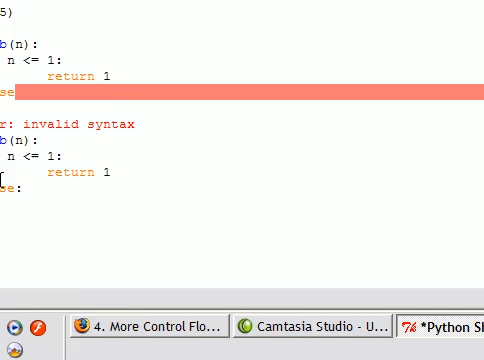 5)
b(n):
n <= 1:
return 1
se
r: invalid syntax
b(n):
n <= 1:
return 1
se:
4. More Control Flo...
Camtasia Studio - U...
*Python Sh